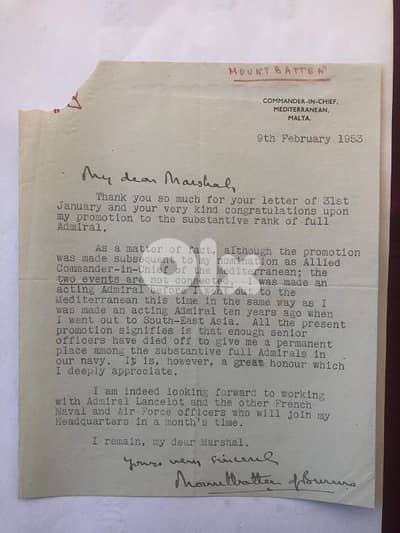 MOUNTBATTEN
COMMANDER-IN-CHIEF,
MEDITERRANEAN,
MALTA.
9th February 1953
My dear Marshal,
Thank you so much for your letter of 31st
January and your very kind congratulations upon
my promotion to the substantive rank of full
Admiral.
As a matter of fact, although the promotion
was made subsequent to my nomination as Allied
Commander-in-Chief of the Mediterranean; the
two events are not connected. I was made an
acting Admiral before to the
Mediterranean this time in the same way as I
was made an acting Admiral ten years ago when
I went out to South-East Asia. All the present
promotion signifies is that enough senior
officers have died off to give me a permanent
place among the substantive full Admirals in
our navy. It is, however, a great honour which
I deeply appreciate.
I am indeed looking forward to working
with Admiral Lancelot and the other French
Naval and Air Force officers who will join my
Headquarters in a month's time.
I remain, my dear Marshal.
Yours very sincerely
Mountbatten of Burma
olx